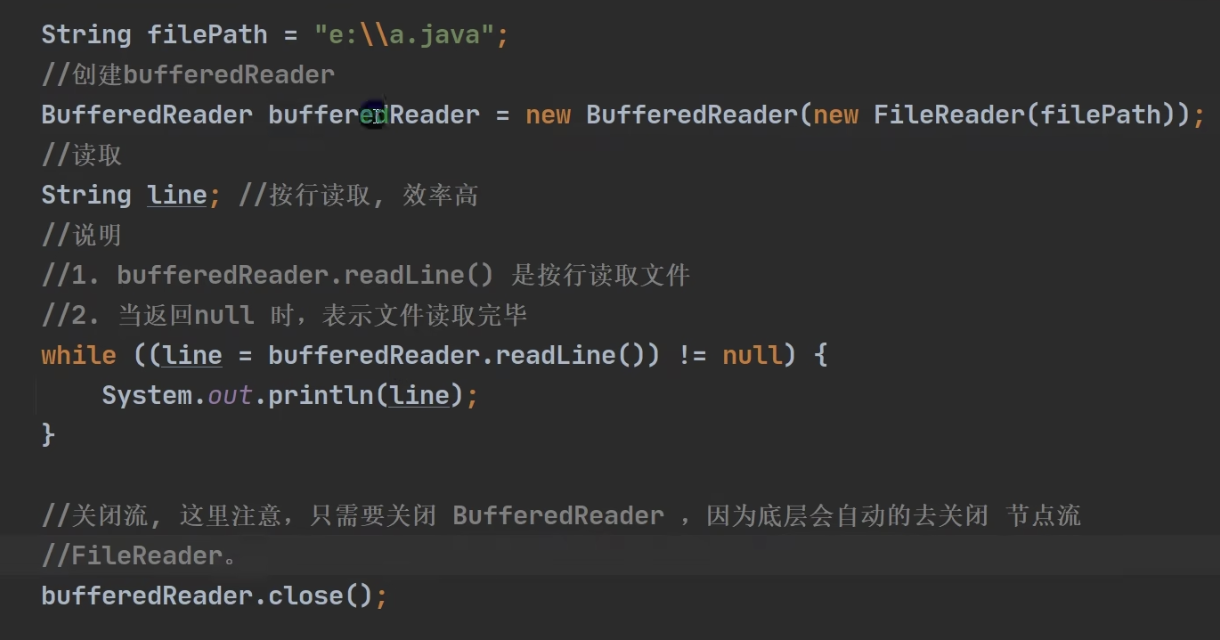 String filePath = "e:\\a.java";
//创建bufferedReader
BufferedReader bufferedReader = new BufferedReader(new FileReader(filePath));
//读取
String line; //按行读取, 效率高
//说明
//1. bufferedReader.readLine() 是按行读取文件
//2. 当返回null 时，表示文件读取完毕
while ((line = bufferedReader.readLine()) != null) {
    System.out.println(line);
}
//关闭流, 这里注意，只需要关闭 BufferedReader ，因为底层会自动的去关闭 节点流
//FileReader。
bufferedReader.close();